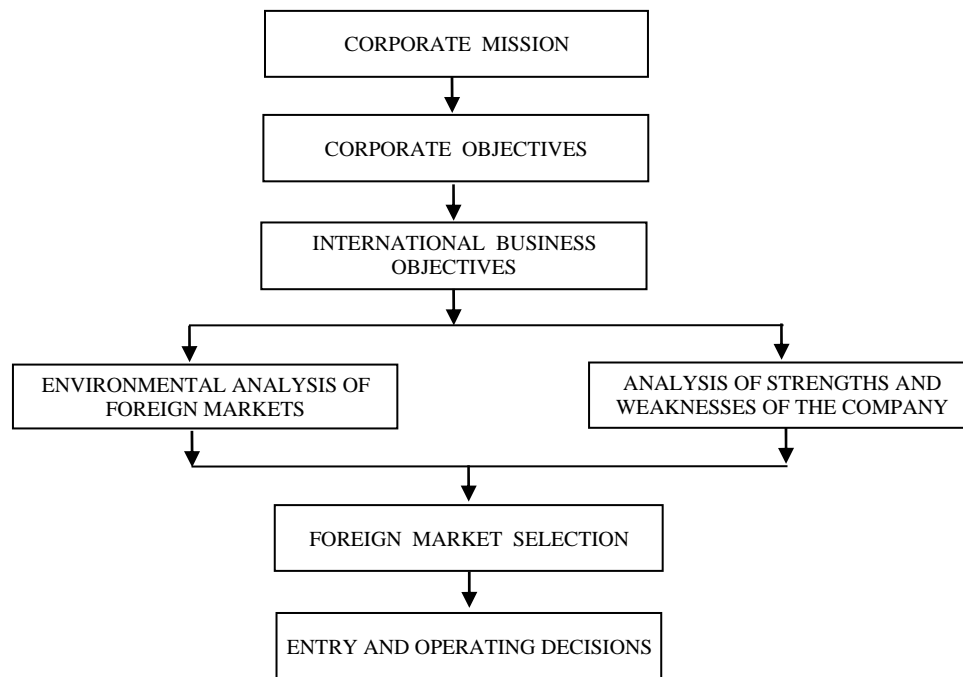 CORPORATE MISSION
CORPORATE OBJECTIVES
INTERNATIONAL BUSINESS
OBJECTIVES
ENVIRONMENTAL ANALYSIS OF
FOREIGN MARKETS
ANALYSIS OF STRENGTHS AND
WEAKNESSES OF THE COMPANY
FOREIGN MARKET SELECTION
ENTRY AND OPERATING DECISIONS